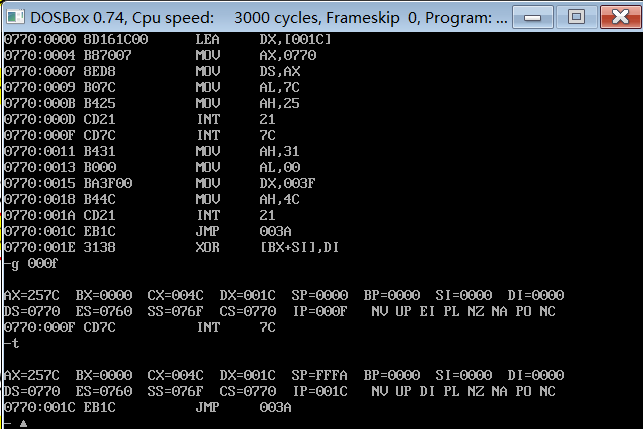 DOSBox 0.74, Cpu speed: 3000 cycles, Frameskip 0, Program: ...
0770:0000 8D161C00 LEA DX,[001C]
0770:0004 B87007 MOV AX,0770
0770:0007 8ED8 MOV DS,AX
0770:0009 B07C MOV AL,7C
0770:000B B425 MOV AH,25
0770:000D CD21 INT 21
0770:000F CD7C INT 7C
0770:0011 B431 MOV AH,31
0770:0013 B000 MOV AL,00
0770:0015 BA3F00 MOV DX,003F
0770:0018 B44C MOV AH,4C
0770:001A CD21 INT 21
0770:001C EB1C JMP 003A
0770:001E 3138 XOR [BX+SI],DI
-g 000f
AX=257C BX=0000 CX=004C DX=001C SP=0000 BP=0000 SI=0000 DI=0000
DS=0770 ES=0760 SS=076F CS=0770 IP=000F NV UP EI PL NZ NA PO NC
0770:000F CD7C INT 7C
-t
AX=257C BX=0000 CX=004C DX=001C SP=FFFA BP=0000 SI=0000 DI=0000
DS=0770 ES=0760 SS=076F CS=0770 IP=001C NV UP DI PL NZ NA PO NC
0770:001C EB1C JMP 003A
-